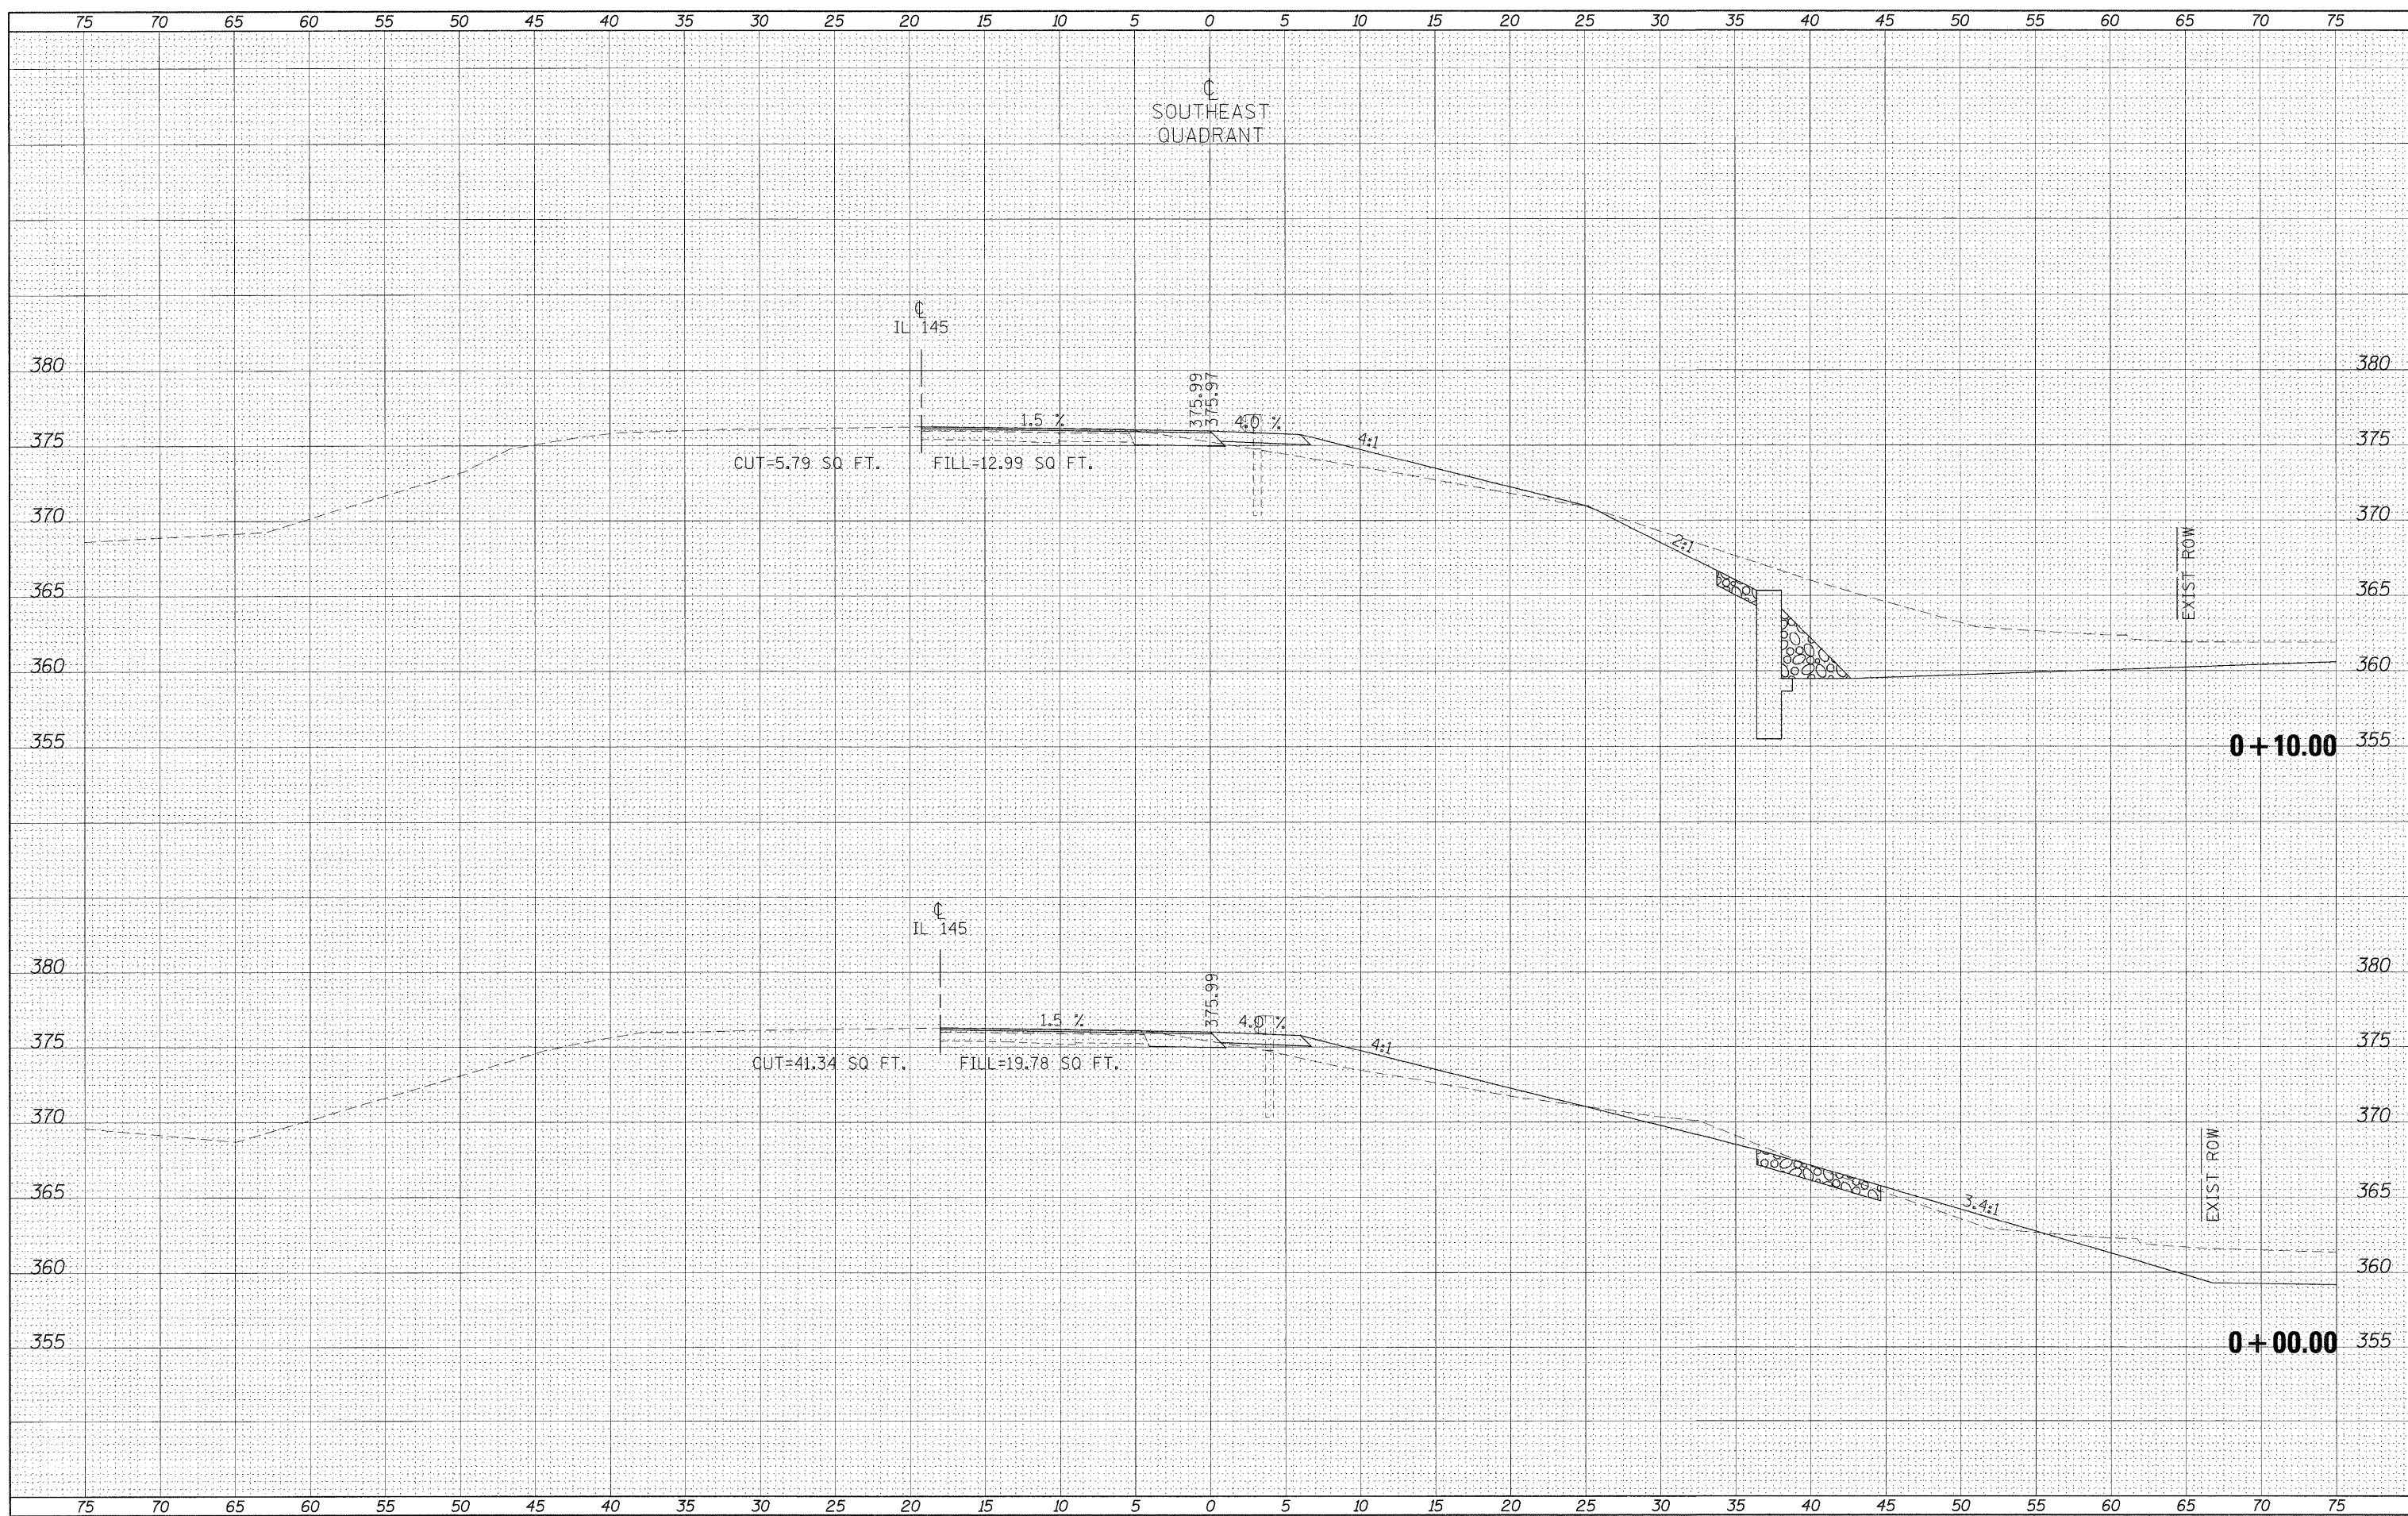 75 70 65 60 55 50 45 40 35 30 25 20 15 10 5 0 5 10 15 20 25 30 35 40 45 50 55 60 65 70 75
℄
SOUTHEAST
QUADRANT
℄
IL 145
380 380
375.99
375.97
1.5 %
4.0 %
4:1
375 375
CUT=5.79 SQ FT. FILL=12.99 SQ FT.
370 370
2:1
EXIST ROW
365 365
360 360
355 0+10.00 355
℄
IL 145
380 380
375.99
1.5 %
4.0 %
4:1
375 375
CUT=41.34 SQ FT. FILL=19.78 SQ FT.
370 370
EXIST ROW
365 365
3.4:1
360 360
355 0+00.00 355
75 70 65 60 55 50 45 40 35 30 25 20 15 10 5 0 5 10 15 20 25 30 35 40 45 50 55 60 65 70 75